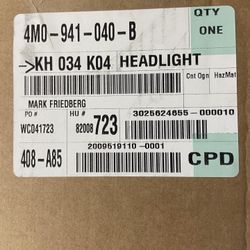 4M0-941-040-B
QTY
ONE
KH 034 K04 HEADLIGHT
Cnt Ogn HazMat
MARK FRIEDBERG
PO # HU #
WC041723 82008 723
3025624655-000010
408-A85
2009519110-0001
CPD